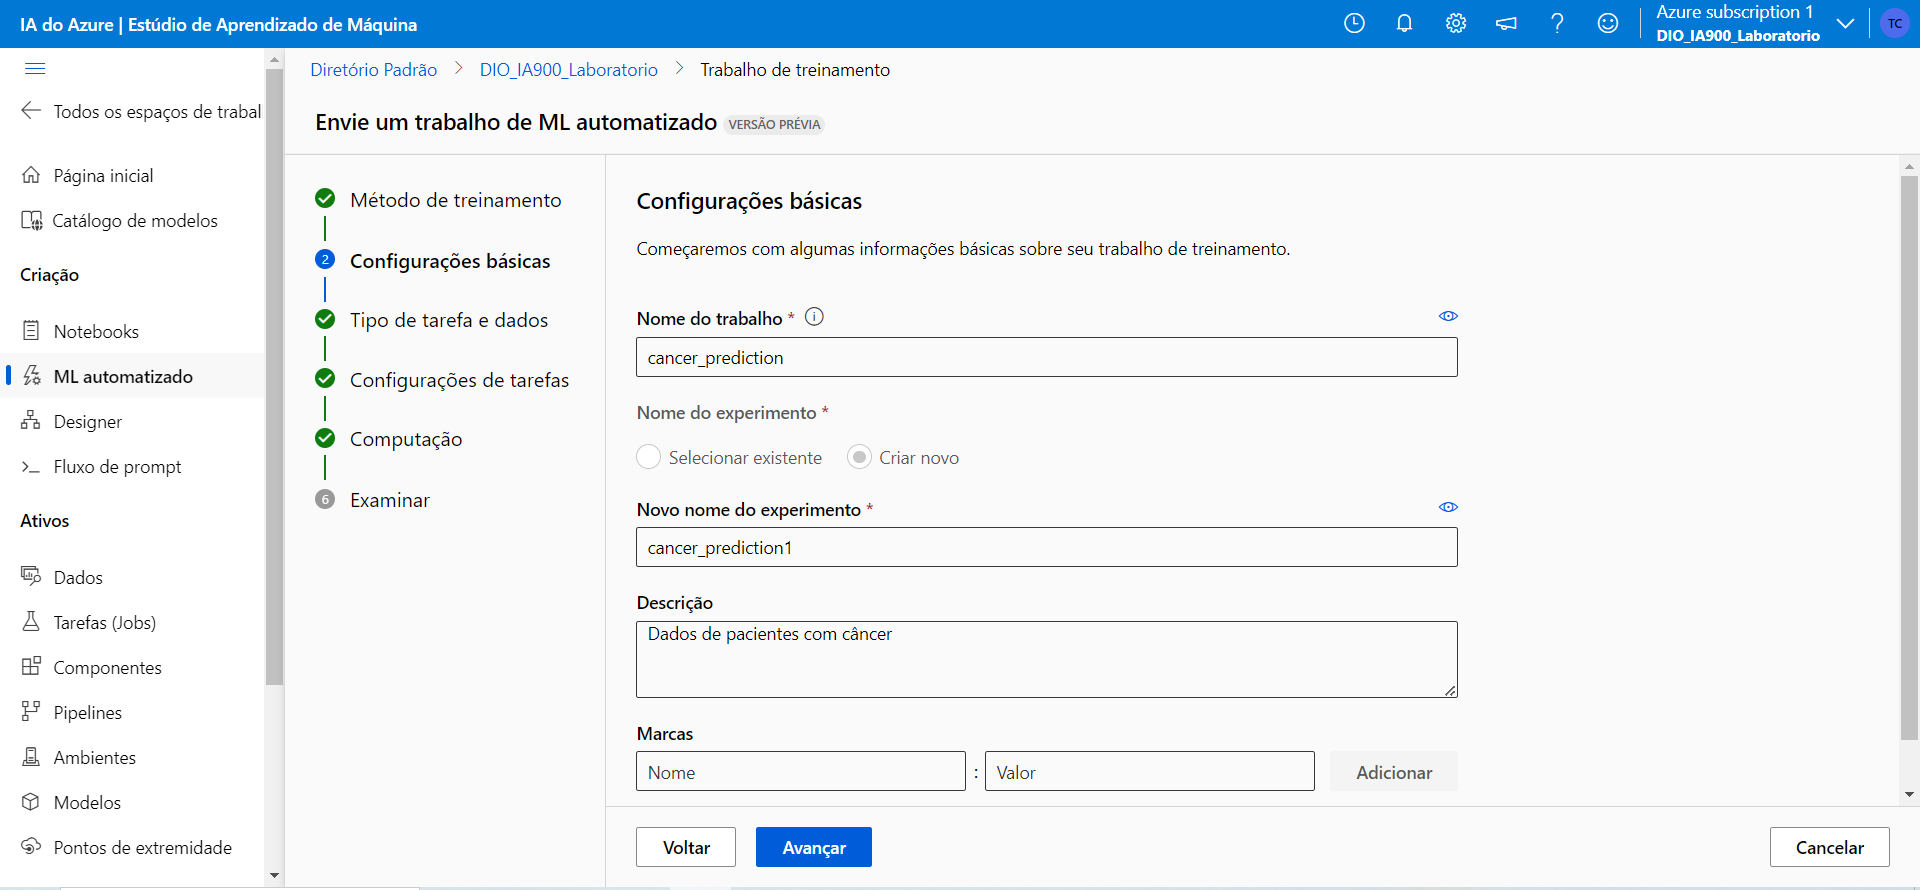 IA do Azure | Estúdio de Aprendizado de Máquina
Azure subscription 1
DIO_IA900_Laboratorio
TC
Todos os espaços de trabal
Página inicial
Catálogo de modelos
Criação
Notebooks
ML automatizado
Designer
Fluxo de prompt
Ativos
Dados
Tarefas (Jobs)
Componentes
Pipelines
Ambientes
Modelos
Pontos de extremidade
Diretório Padrão > DIO_IA900_Laboratorio > Trabalho de treinamento
Envie um trabalho de ML automatizado VERSÃO PRÉVIA
Método de treinamento
2 Configurações básicas
Tipo de tarefa e dados
Configurações de tarefas
Computação
6 Examinar
Configurações básicas
Começaremos com algumas informações básicas sobre seu trabalho de treinamento.
Nome do trabalho *
cancer_prediction
Nome do experimento *
Selecionar existente Criar novo
Novo nome do experimento *
cancer_prediction1
Descrição
Dados de pacientes com câncer
Marcas
Nome : Valor Adicionar
Voltar Avançar Cancelar